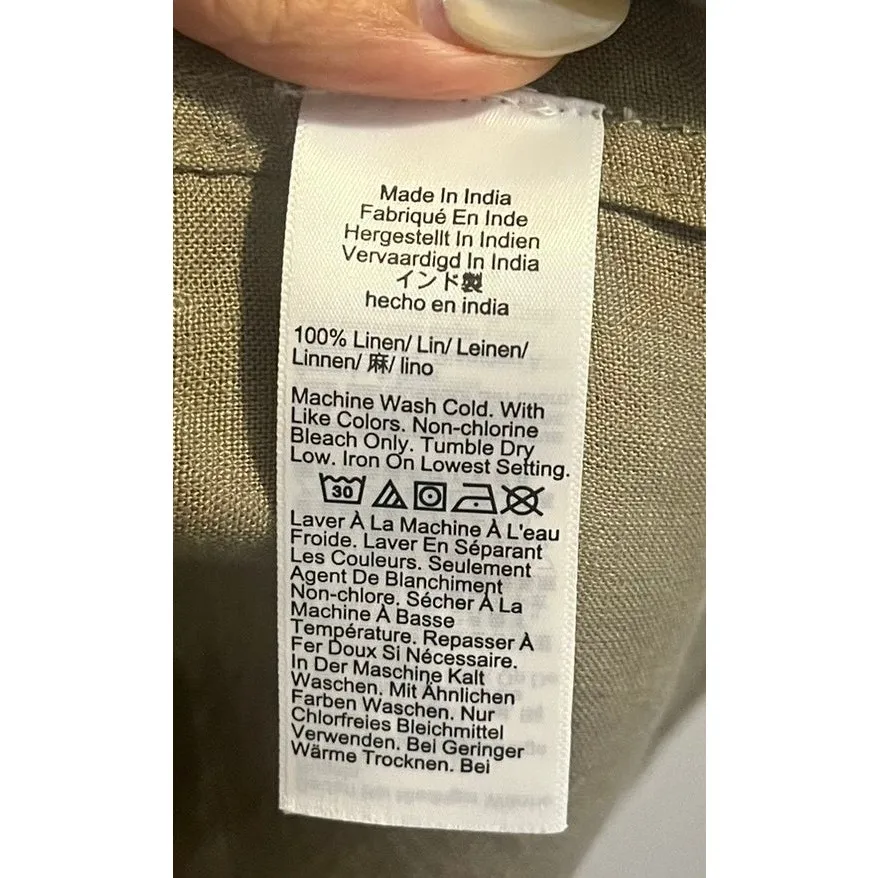 Made In India
Fabriqué En Inde
Hergestellt In Indien
Vervaardigd In India
インド製
hecho en india
100% Linen/ Lin/ Leinen/
Linnen/ 麻/ lino
Machine Wash Cold. With
Like Colors. Non-chlorine
Bleach Only. Tumble Dry
Low. Iron On Lowest Setting.
30
Laver À La Machine À L'eau
Froide. Laver En Séparant
Les Couleurs. Seulement
Agent De Blanchiment
Non-chlore. Sécher À La
Machine À Basse
Température. Repasser À
Fer Doux Si Nécessaire.
In Der Maschine Kalt
Waschen. Mit Ähnlichen
Farben Waschen. Nur
Chlorfreies Bleichmittel
Verwenden. Bei Geringer
Wärme Trocknen. Bei